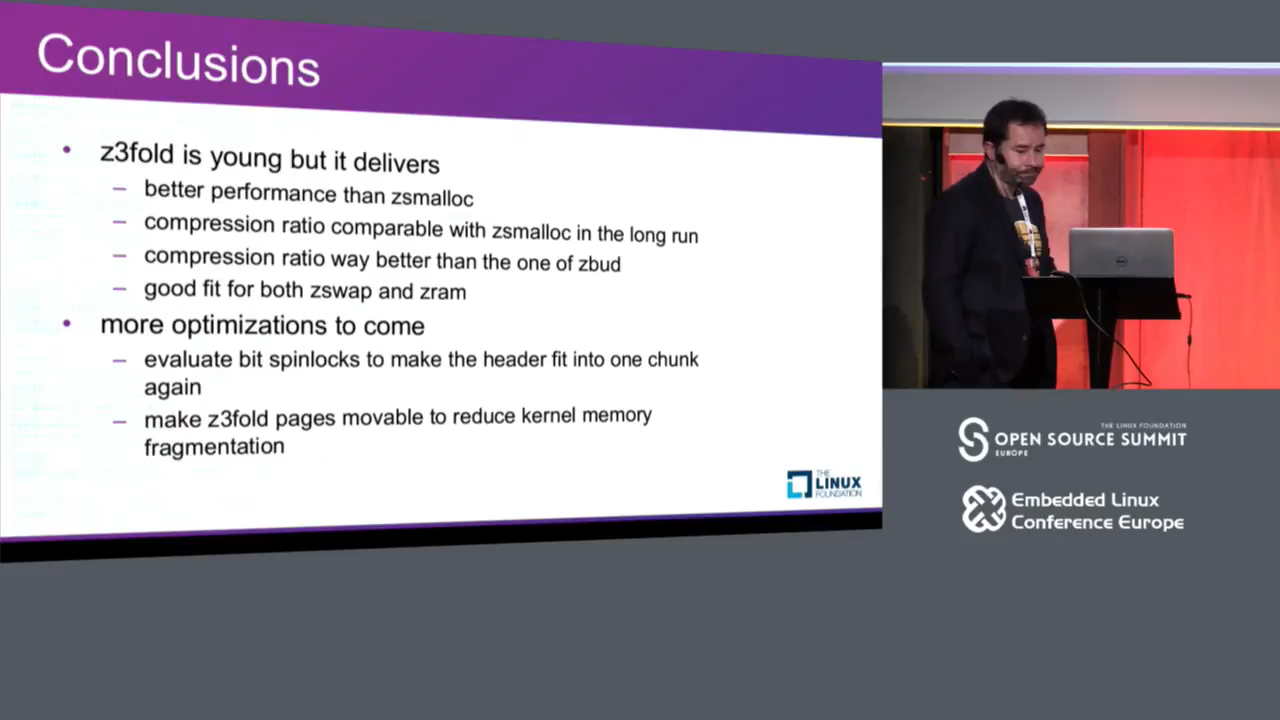 Conclusions
• z3fold is young but it delivers
– better performance than zsmalloc
– compression ratio comparable with zsmalloc in the long run
– compression ratio way better than the one of zbud
– good fit for both zswap and zram
• more optimizations to come
– evaluate bit spinlocks to make the header fit into one chunk
again
– make z3fold pages movable to reduce kernel memory
fragmentation
THE
LINUX
FOUNDATION
THE LINUX FOUNDATION
OPEN SOURCE SUMMIT
EUROPE
Embedded Linux
Conference Europe